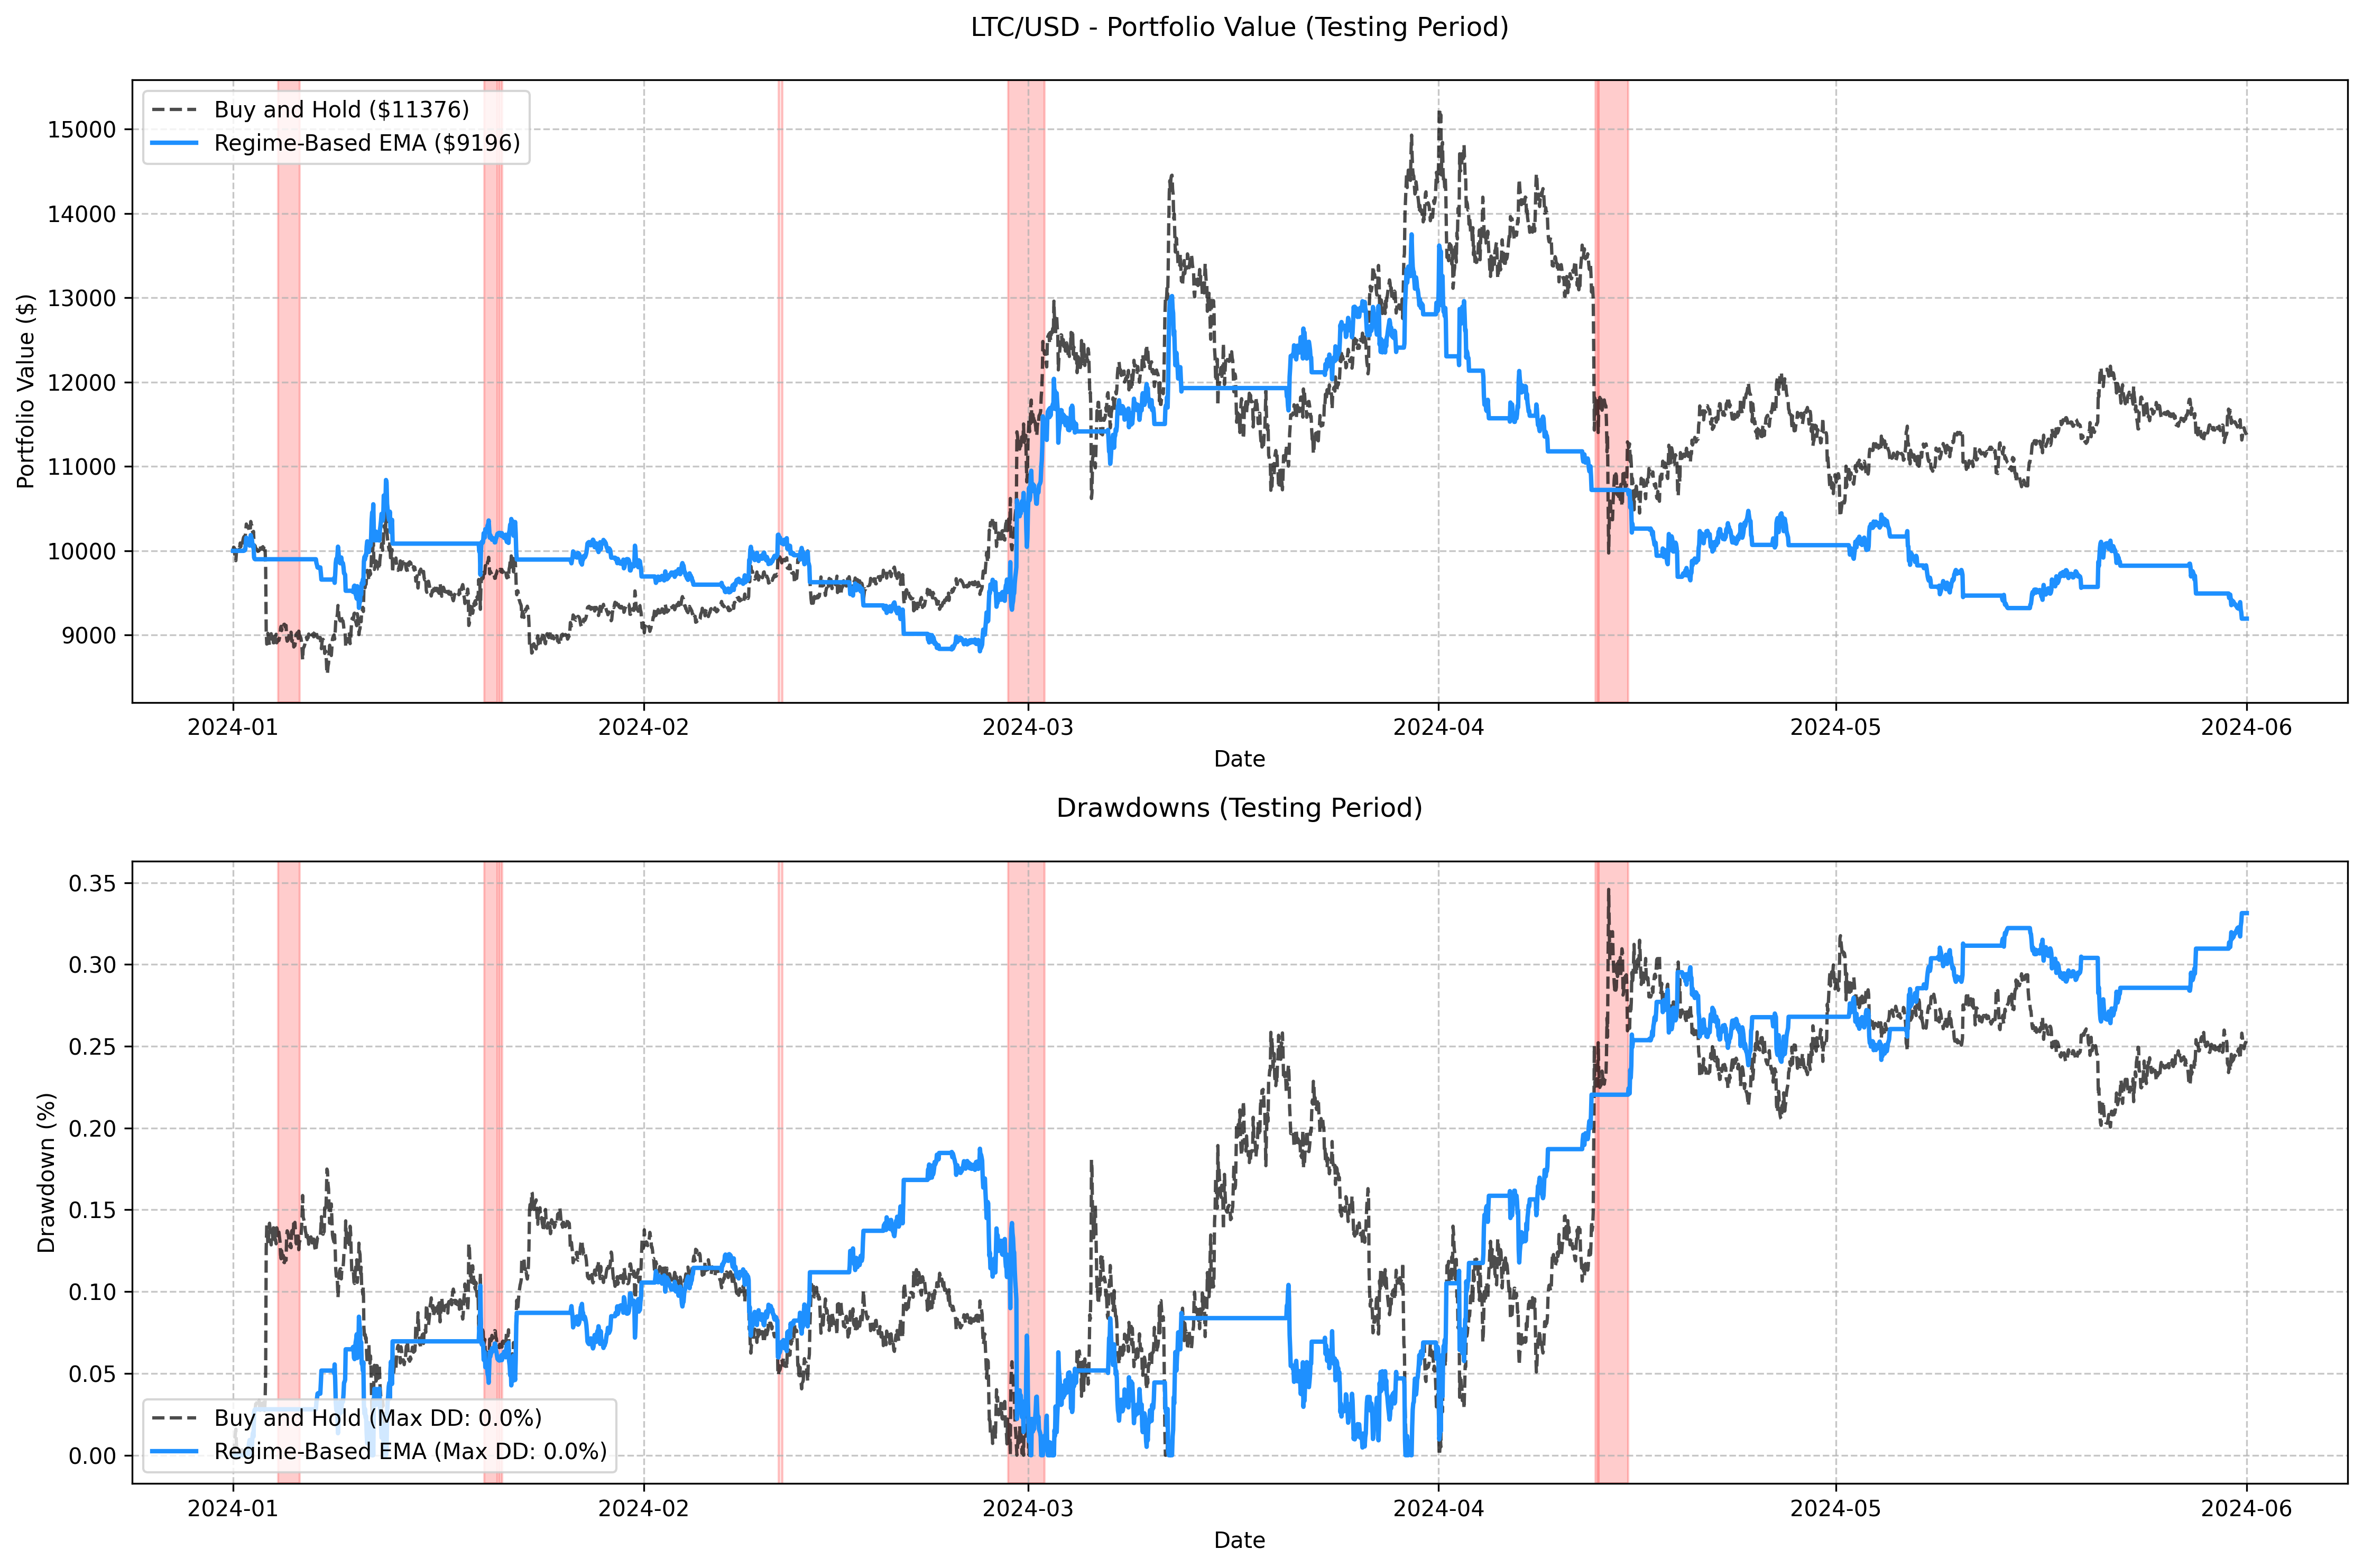 LTC/USD - Portfolio Value (Testing Period)
Buy and Hold ($11376)
Regime-Based EMA ($9196)
Portfolio Value ($)
15000
14000
13000
12000
11000
10000
9000
2024-01
2024-02
2024-03
2024-04
2024-05
2024-06
Date
Drawdowns (Testing Period)
Drawdown (%)
0.35
0.30
0.25
0.20
0.15
0.10
0.05
0.00
Buy and Hold (Max DD: 0.0%)
Regime-Based EMA (Max DD: 0.0%)
2024-01
2024-02
2024-03
2024-04
2024-05
2024-06
Date